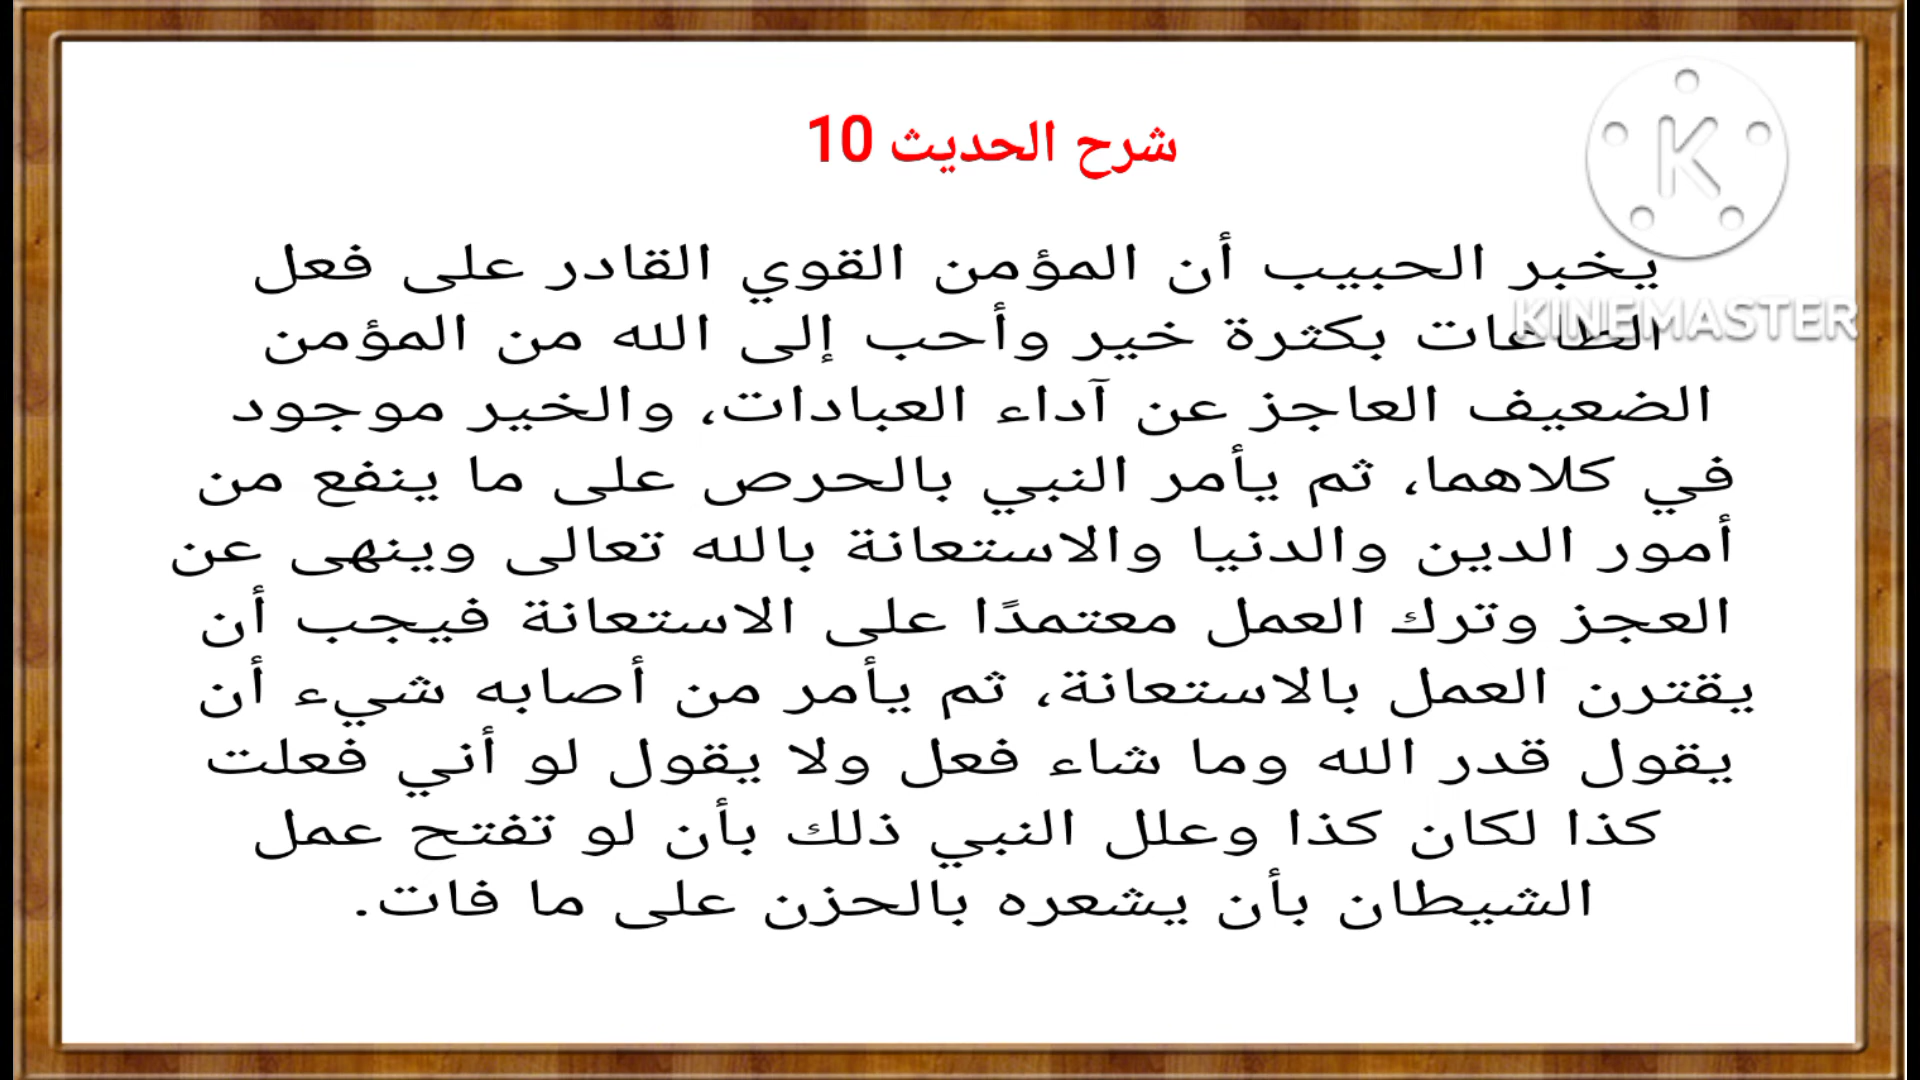 شرح الحديث 10
K
KINEMASTER
يخبر الحبيب أن المؤمن القوي القادر على فعل
الطاعات بكثرة خير وأحب إلى الله من المؤمن
الضعيف العاجز عن آداء العبادات، والخير موجود
في كلاهما، ثم يأمر النبي بالحرص على ما ينفع من
أمور الدين والدنيا والاستعانة بالله تعالى وينهى عن
العجز وترك العمل معتمدًا على الاستعانة فيجب أن
يقترن العمل بالاستعانة، ثم يأمر من أصابه شيء أن
يقول قدر الله وما شاء فعل ولا يقول لو أني فعلت
كذا لكان كذا وعلل النبي ذلك بأن لو تفتح عمل
الشيطان بأن يشعره بالحزن على ما فات.